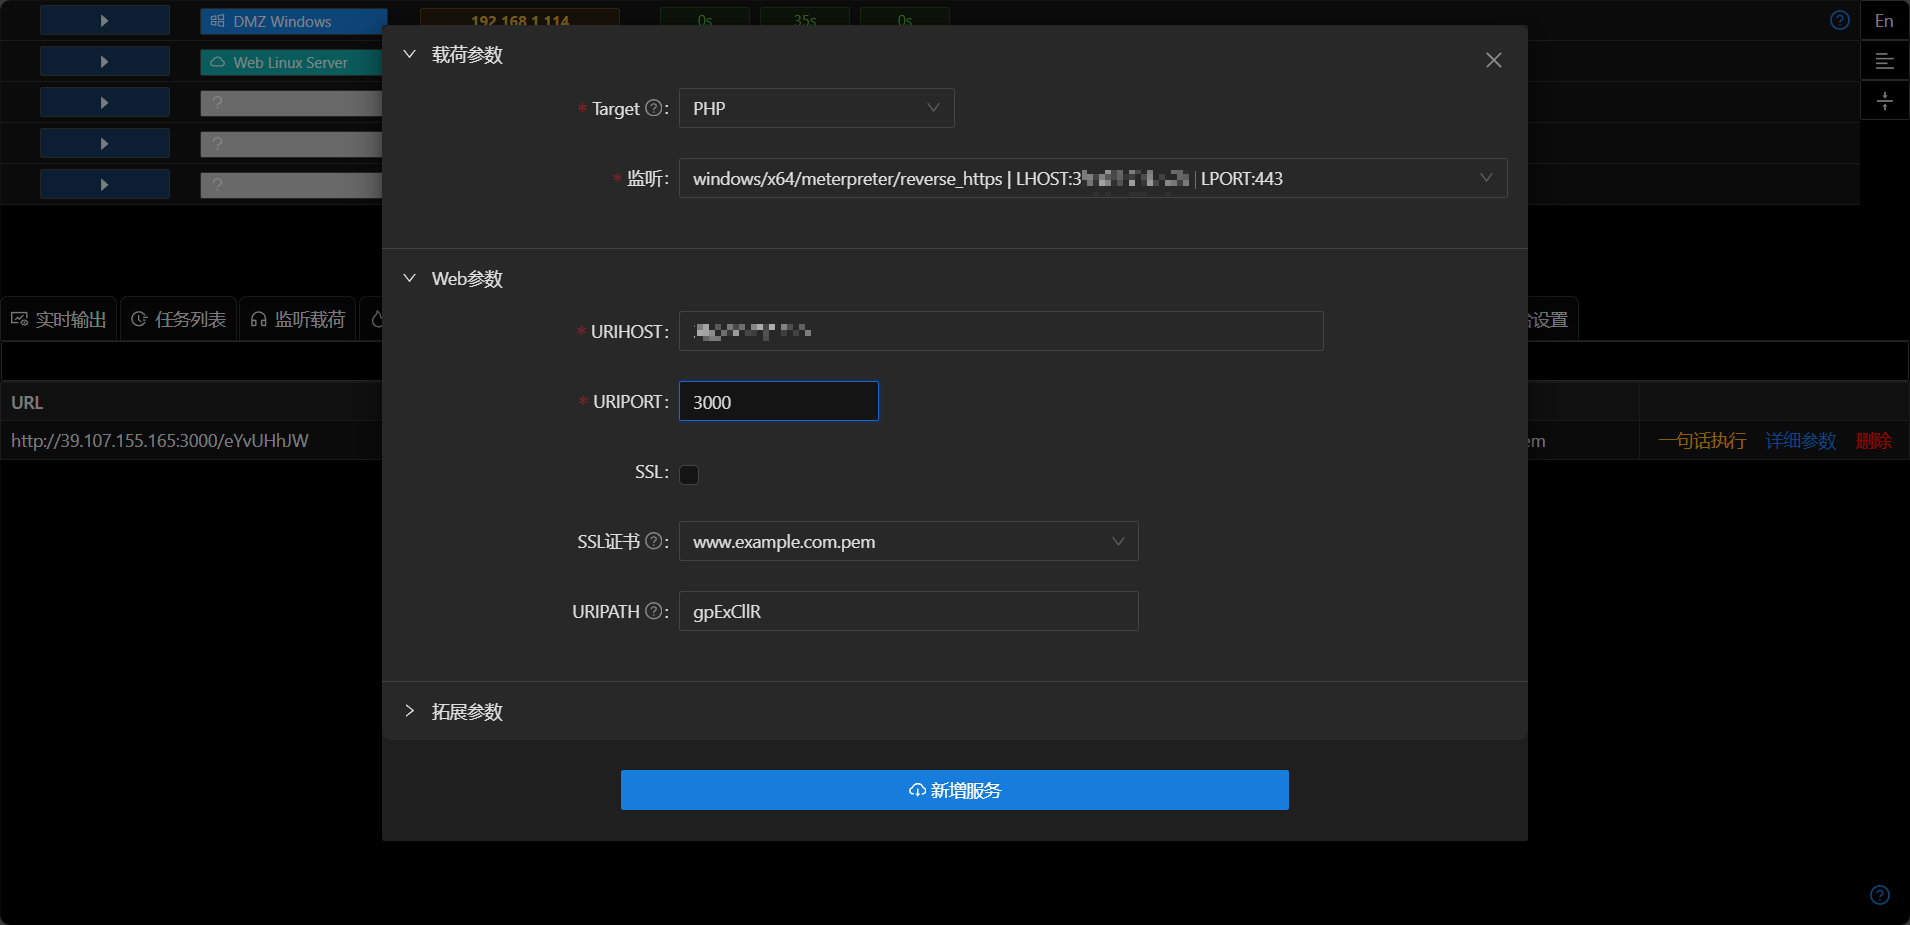 DMZ Windows
192.168.1.114
0s
35s
0s
En
Web Linux Server
载荷参数
* Target : PHP
* 监听: windows/x64/meterpreter/reverse_https | LHOST:3 | LPORT:443
Web参数
实时输出
任务列表
监听载荷
设置
* URIHOST:
* URIPORT: 3000
URL
http://39.107.155.165:3000/eYvUHhJW
em
一句话执行
详细参数
删除
SSL:
SSL证书 : www.example.com.pem
URIPATH : gpExCllR
拓展参数
新增服务